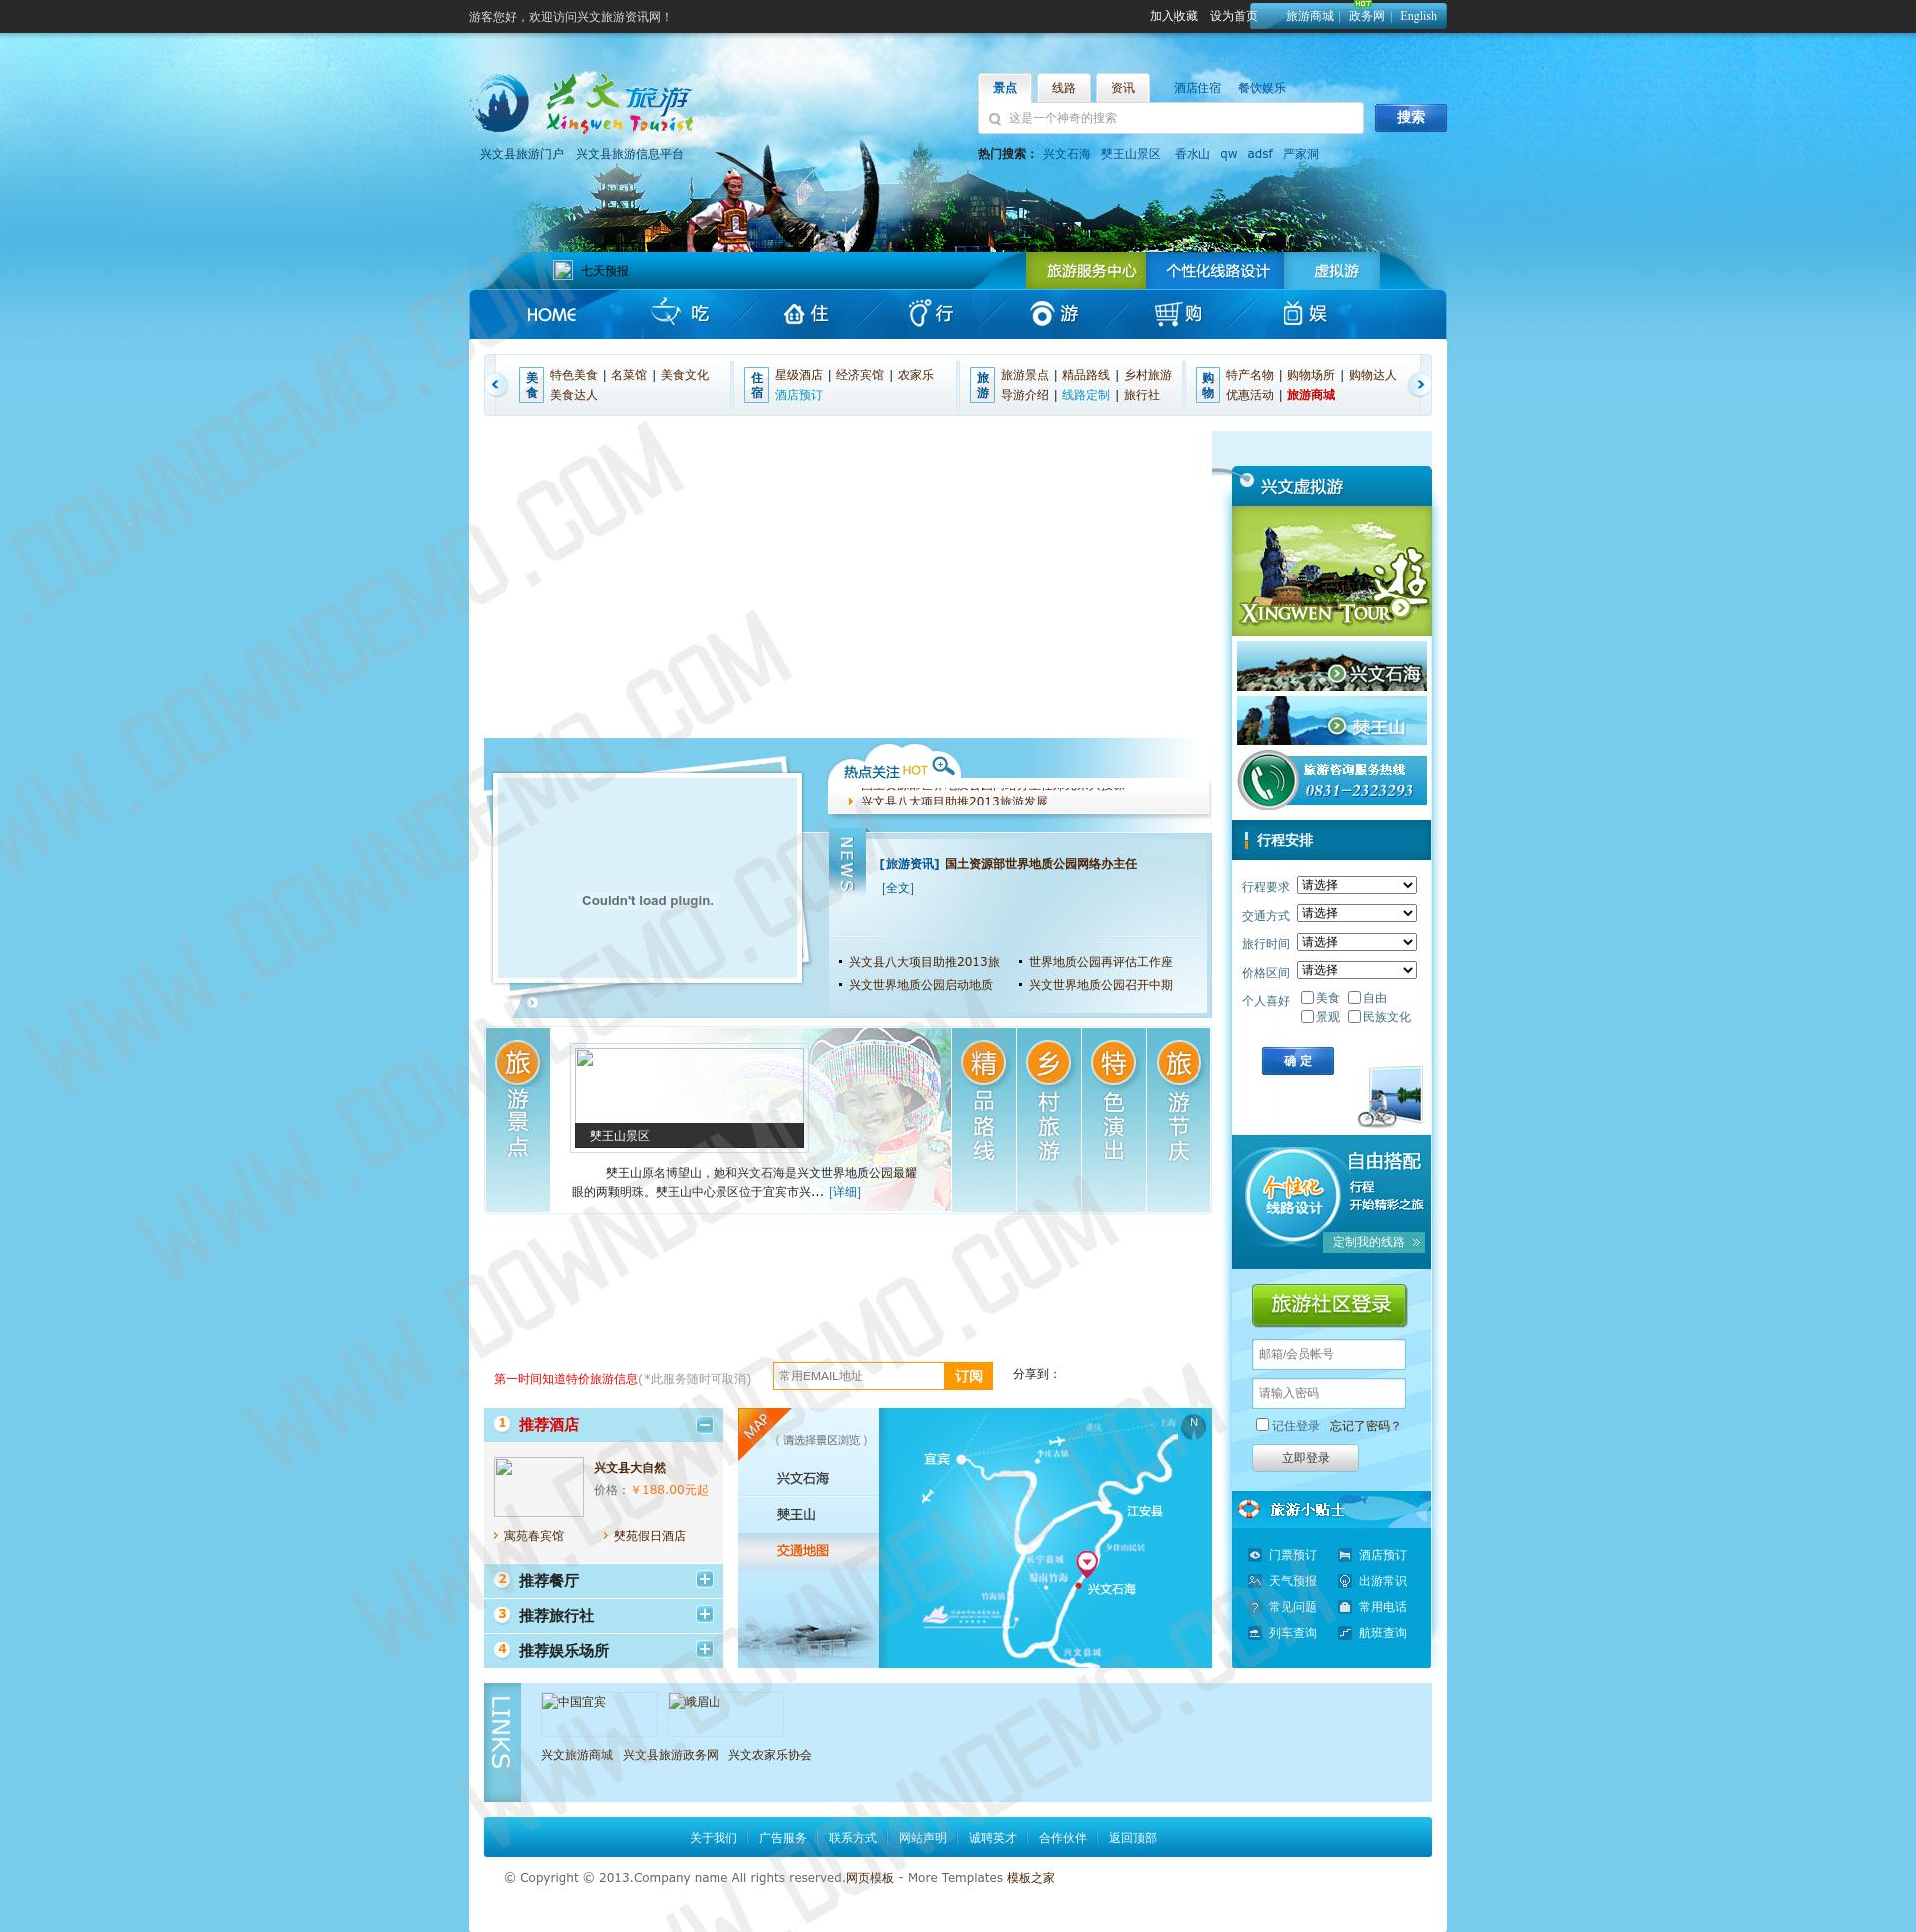 游客您好，欢迎访问兴文旅游资讯网！
加入收藏 设为首页 旅游商城 | 政务网 | English
HOT
兴文旅游
Xingwen Tourist
兴文县旅游门户 兴文县旅游信息平台
景点 线路 资讯 酒店住宿 餐饮娱乐
这是一个神奇的搜索 搜索
热门搜索： 兴文石海 僰王山景区 香水山 qw adsf 严家洞
七天预报
旅游服务中心 个性化线路设计 虚拟游
HOME 吃 住 行 游 购 娱
美食 特色美食 | 名菜馆 | 美食文化
美食达人
住宿 星级酒店 | 经济宾馆 | 农家乐
酒店预订
旅游 旅游景点 | 精品路线 | 乡村旅游
导游介绍 | 线路定制 | 旅行社
购物 特产名物 | 购物场所 | 购物达人
优惠活动 | 旅游商城
兴文虚拟游
游
XINGWEN TOUR
兴文石海
僰王山
旅游咨询服务热线
0831-2323293
热点关注 HOT
兴文县八大项目助推2013旅游发展
Couldn't load plugin.
NEWS
[旅游资讯] 国土资源部世界地质公园网络办主任
[全文]
兴文县八大项目助推2013旅
世界地质公园再评估工作座
兴文世界地质公园启动地质
兴文世界地质公园召开中期
行程安排
行程要求 请选择
交通方式 请选择
旅行时间 请选择
价格区间 请选择
个人喜好 美食 自由
景观 民族文化
确 定
旅游景点
僰王山景区
僰王山原名博望山，她和兴文石海是兴文世界地质公园最耀
眼的两颗明珠。僰王山中心景区位于宜宾市兴... [详细]
精品路线
乡村旅游
特色演出
旅游节庆
个性化
线路设计
自由搭配
行程
开始精彩之旅
定制我的线路
旅游社区登录
邮箱/会员帐号
请输入密码
记住登录 忘记了密码？
立即登录
第一时间知道特价旅游信息(*此服务随时可取消) 常用EMAIL地址 订阅 分享到：
1 推荐酒店
兴文县大自然
价格：￥188.00元起
寓苑春宾馆 僰苑假日酒店
2 推荐餐厅
3 推荐旅行社
4 推荐娱乐场所
MAP
（ 请选择景区浏览 ）
兴文石海
僰王山
交通地图
上海
重庆
N
李庄古镇
宜宾
江安县
夕佳山民居
长宁县城
蜀南竹海
竹海镇
兴文石海
兴文县城
旅游小贴士
门票预订 酒店预订
天气预报 出游常识
常见问题 常用电话
列车查询 航班查询
LINKS
中国宜宾 峨眉山
兴文旅游商城 兴文县旅游政务网 兴文农家乐协会
关于我们 广告服务 联系方式 网站声明 诚聘英才 合作伙伴 返回顶部
© Copyright © 2013.Company name All rights reserved.网页模板 - More Templates 模板之家
WWW.DOWNDEMO.COM